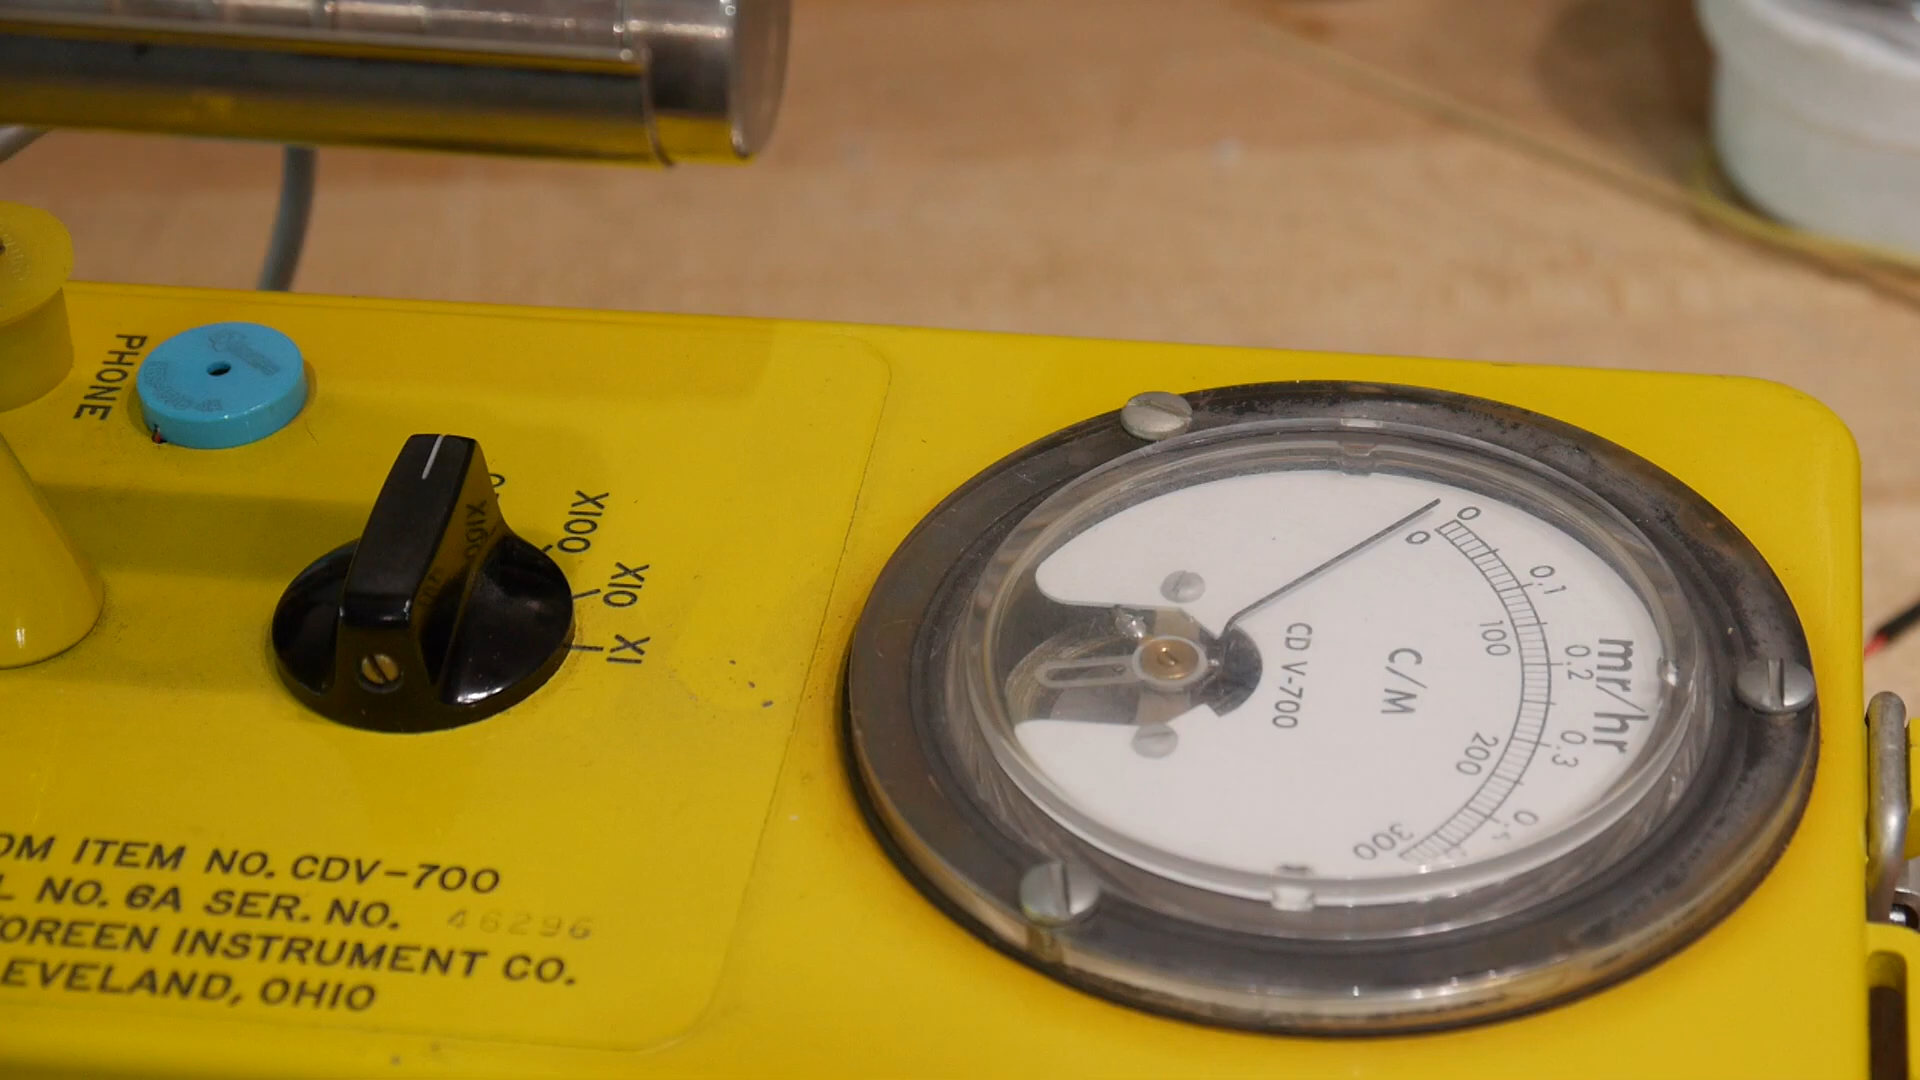 PHONE
X100
X10
X1
OM ITEM NO. CDV-700
L NO. 6A SER. NO. 46296
OREEN INSTRUMENT CO.
LEVELAND, OHIO
0
0.1
0.2
0.3
mr/hr
0
100
200
300
C/M
CD V-700